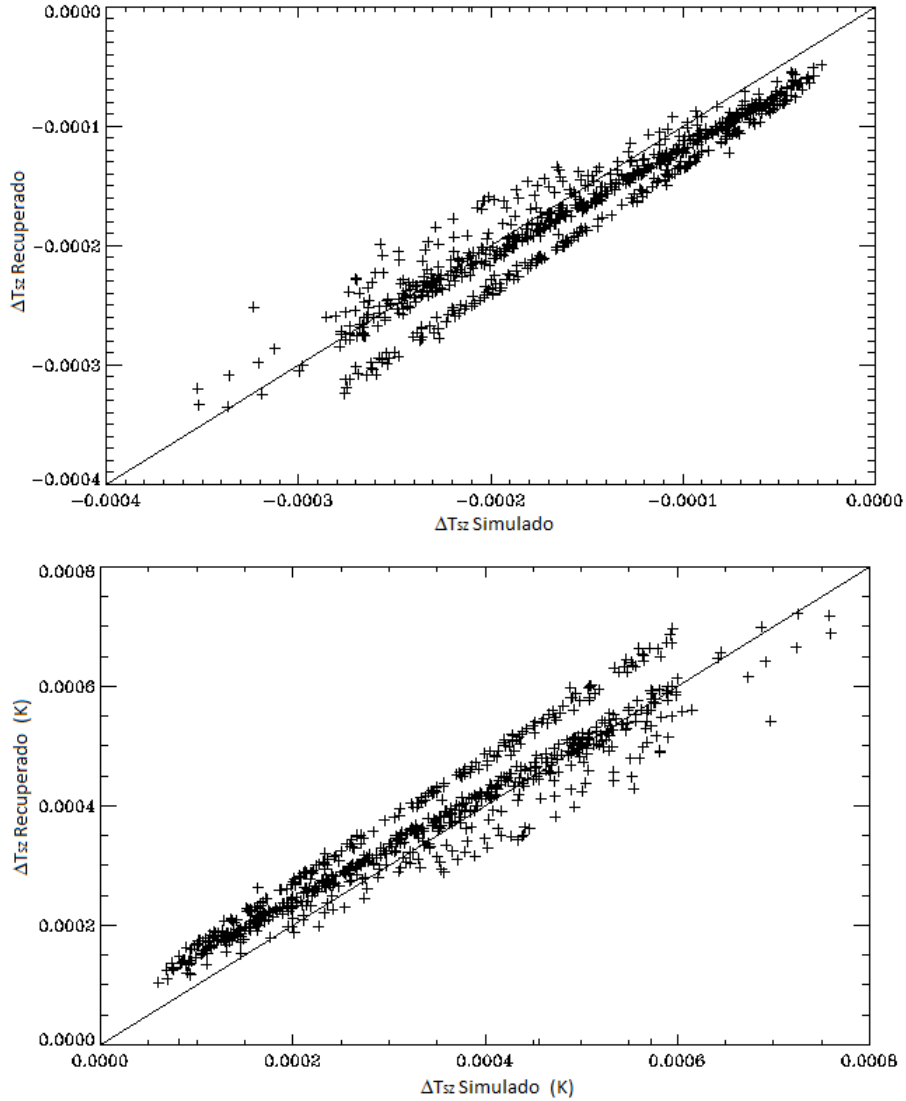 0.0000
−0.0001
−0.0002
−0.0003
−0.0004
ΔTsz Recuperado
−0.0004 −0.0003 −0.0002 −0.0001 0.0000
ΔTsz Simulado
0.0008
0.0006
0.0004
0.0002
0.0000
ΔTsz Recuperado (K)
0.0000 0.0002 0.0004 0.0006 0.0008
ΔTsz Simulado (K)